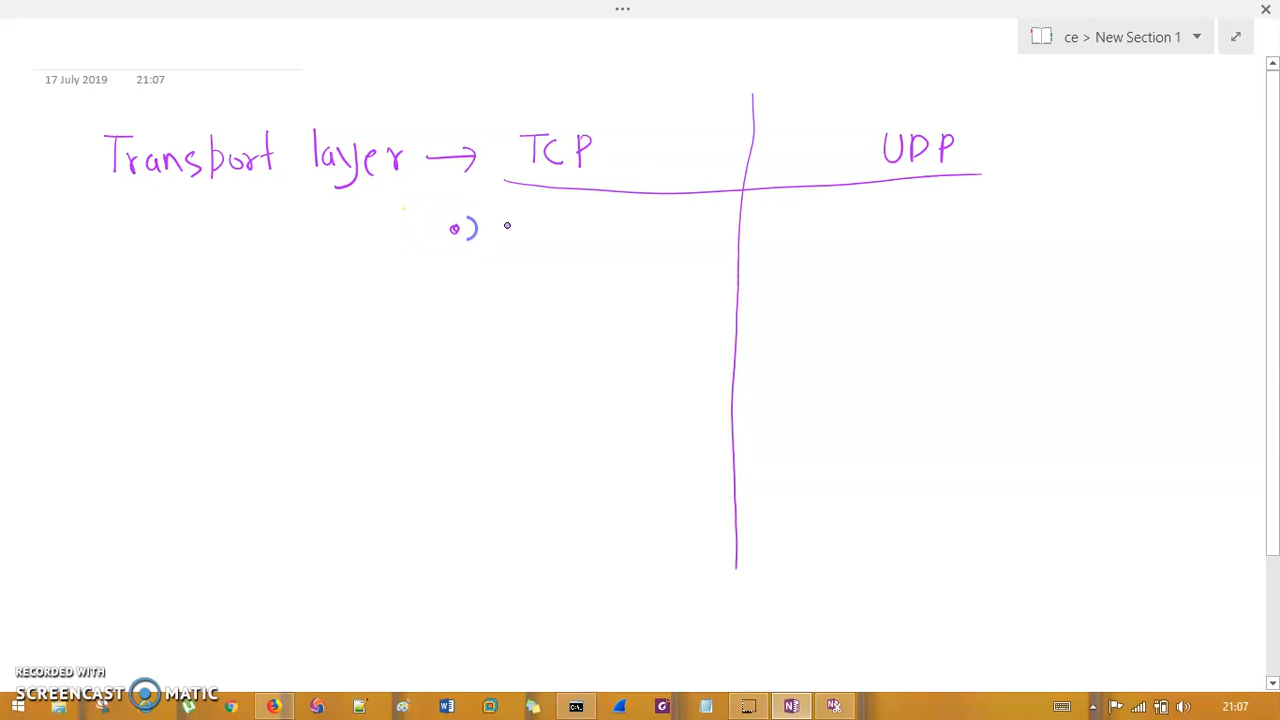 ...
ce > New Section 1
17 July 2019 21:07
Transport layer → TCP UDP
•)
RECORDED WITH
SCREENCAST MATIC
21:07